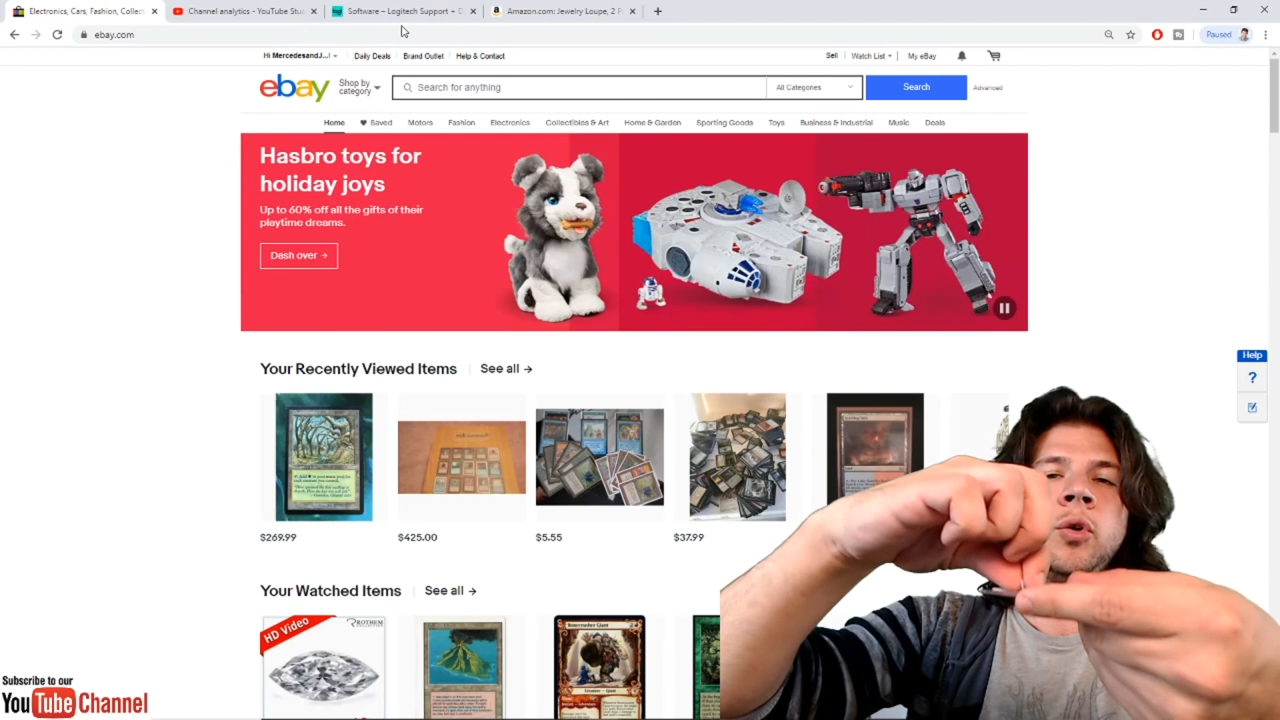 Electronics, Cars, Fashion, Collec
Channel analytics - YouTube Stu
Software – Logitech Support + D
Amazon.com: Jewelry Loupe, 2 P
ebay.com
Paused
Hi MercedesandJ...!
Daily Deals
Brand Outlet
Help & Contact
Sell
Watch List
My eBay
ebay
Shop by category
Search for anything
All Categories
Search
Advanced
Home
Saved
Motors
Fashion
Electronics
Collectibles & Art
Home & Garden
Sporting Goods
Toys
Business & Industrial
Music
Deals
Hasbro toys for
holiday joys
Up to 60% off all the gifts of their
playtime dreams.
Dash over →
Help
?
Your Recently Viewed Items
See all →
$269.99
$425.00
$5.55
$37.99
Your Watched Items
See all →
HD Video
ROTHEM
Bonecrusher Giant
Subscribe to our
YouTube Channel